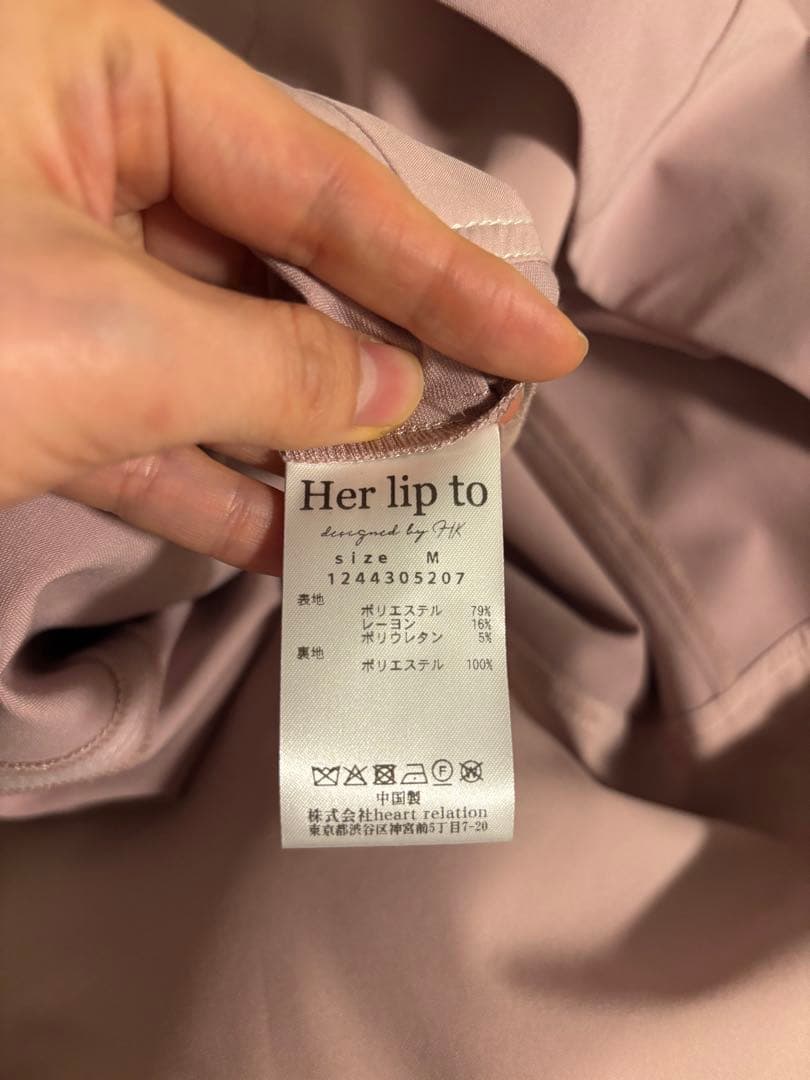 Her lip to
designed by HK
size M
1244305207
表地
ポリエステル 79%
レーヨン 16%
ポリウレタン 5%
裏地
ポリエステル 100%
F W
中国製
株式会社heart relation
東京都渋谷区神宮前5丁目7-20